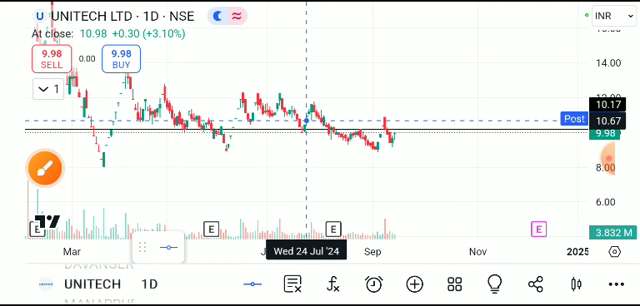 U UNITECH LTD · 1D · NSE
INR
At close: 10.98 +0.30 (+3.10%)
9.98 SELL
0.00
9.98 BUY
14.00
1
12.00
10.17
Post 10.67
9.98
8.00
6.00
E
E
E
E
3.832 M
Mar
Wed 24 Jul '24
Sep
Nov
2025
UNITECH 1D